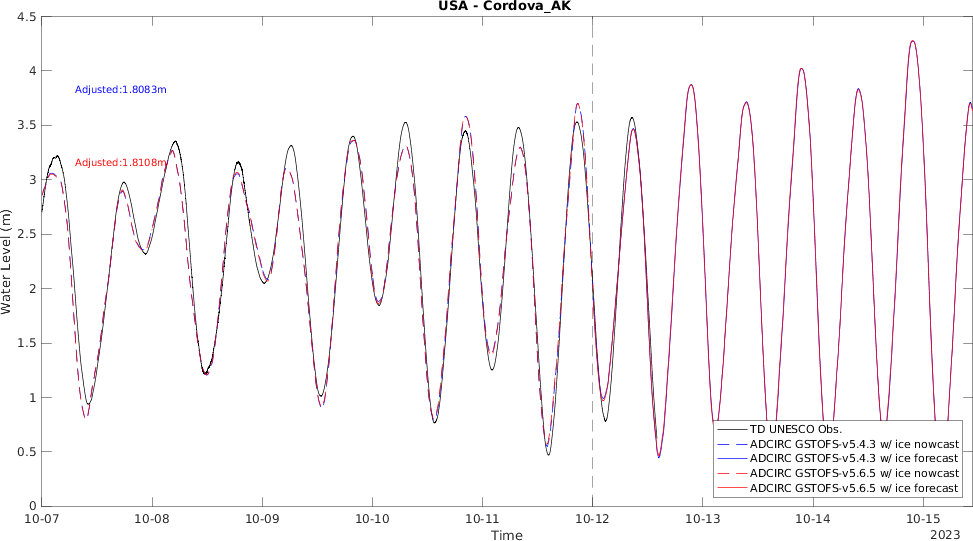 USA - Cordova_AK
4.5
4
3.5
3
2.5
2
1.5
1
0.5
0
Water Level (m)
Adjusted:1.8083m
Adjusted:1.8108m
TD UNESCO Obs.
ADCIRC GSTOFS-v5.4.3 w/ ice nowcast
ADCIRC GSTOFS-v5.4.3 w/ ice forecast
ADCIRC GSTOFS-v5.6.5 w/ ice nowcast
ADCIRC GSTOFS-v5.6.5 w/ ice forecast
10-07 10-08 10-09 10-10 10-11 10-12 10-13 10-14 10-15
Time
2023